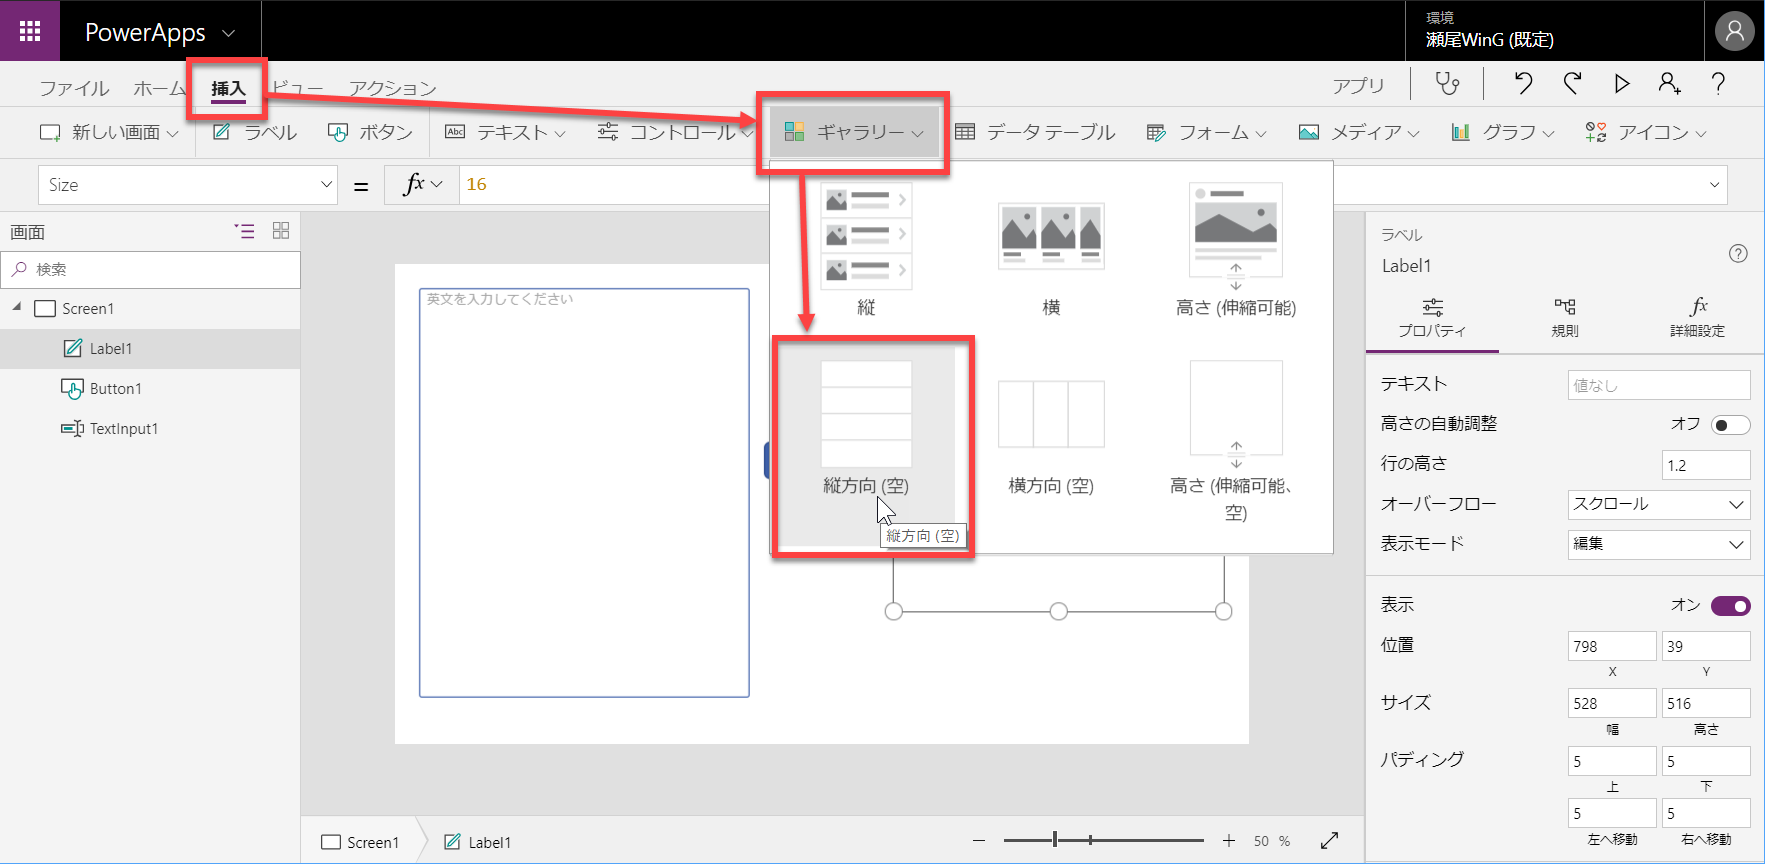 PowerApps
環境
瀬尾WinG (既定)
ファイル ホーム 挿入 ビュー アクション アプリ ?
新しい画面 ラベル ボタン Abc テキスト コントロール ギャラリー データ テーブル フォーム メディア グラフ アイコン
Size = fx 16
画面
検索
Screen1
Label1
Button1
TextInput1
英文を入力してください
縦 横 高さ (伸縮可能)
縦方向 (空) 横方向 (空) 高さ (伸縮可能、
空)
縦方向 (空)
ラベル
Label1
?
fx
プロパティ 規則 詳細設定
テキスト 値なし
高さの自動調整 オフ
行の高さ 1.2
オーバーフロー スクロール
表示モード 編集
表示 オン
位置 798 39
X Y
サイズ 528 516
幅 高さ
パディング 5 5
上 下
5 5
左へ移動 右へ移動
Screen1 Label1 50 %